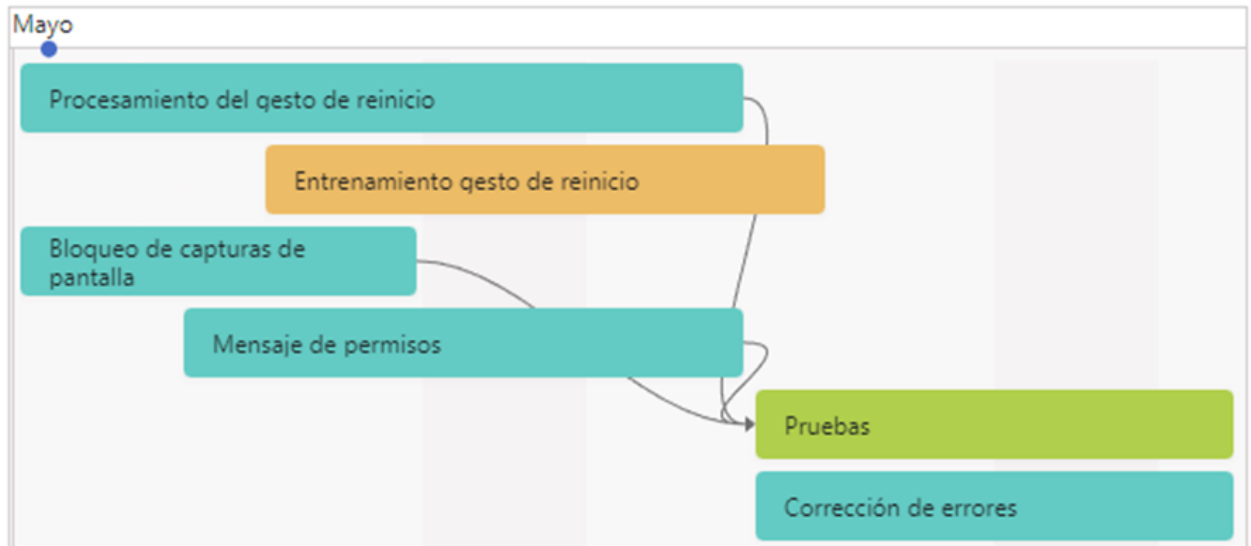 Mayo
Procesamiento del gesto de reinicio
Entrenamiento gesto de reinicio
Bloqueo de capturas de
pantalla
Mensaje de permisos
Pruebas
Corrección de errores